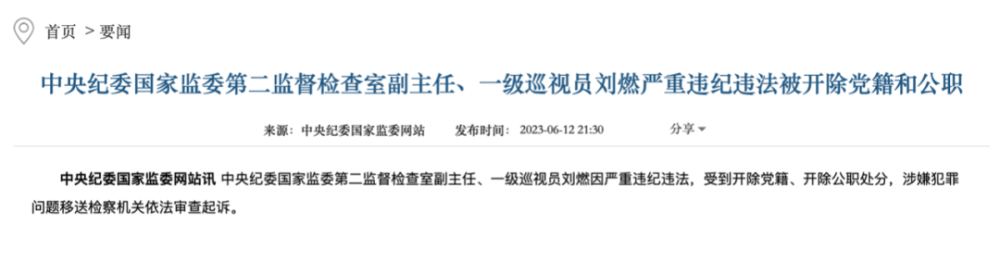 首页 > 要闻
中央纪委国家监委第二监督检查室副主任、一级巡视员刘燃严重违纪违法被开除党籍和公职
来源：中央纪委国家监委网站 发布时间：2023-06-12 21:30 分享
中央纪委国家监委网站讯 中央纪委国家监委第二监督检查室副主任、一级巡视员刘燃因严重违纪违法，受到开除党籍、开除公职处分，涉嫌犯罪
问题移送检察机关依法审查起诉。